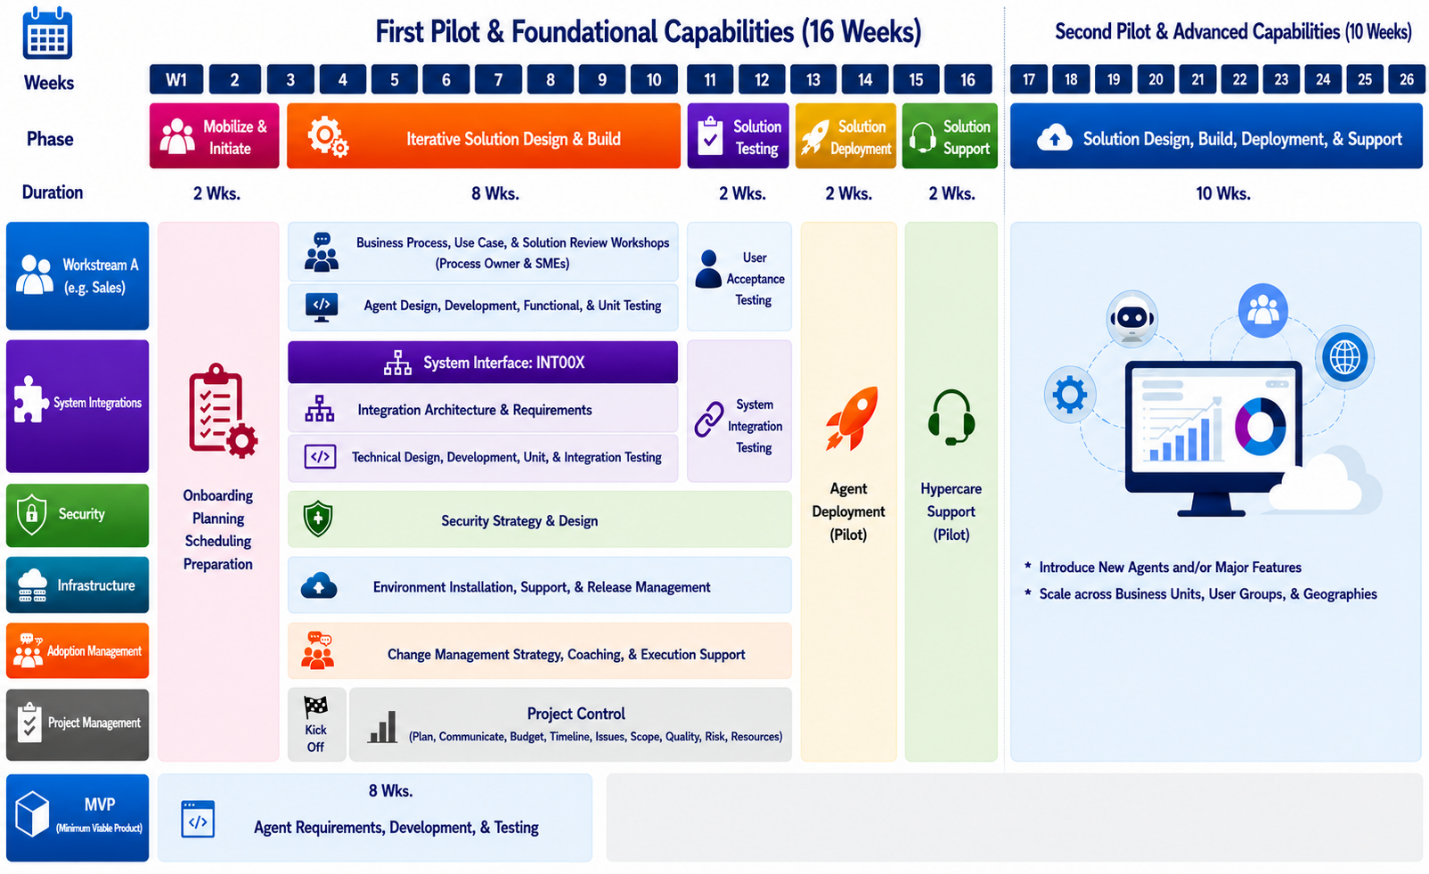 First Pilot & Foundational Capabilities (16 Weeks)
Second Pilot & Advanced Capabilities (10 Weeks)
Weeks
W1 2 3 4 5 6 7 8 9 10 11 12 13 14 15 16 17 18 19 20 21 22 23 24 25 26
Phase
Mobilize &
Initiate
Iterative Solution Design & Build
Solution
Testing
Solution
Deployment
Solution
Support
Solution Design, Build, Deployment, & Support
Duration
2 Wks.
8 Wks.
2 Wks.
2 Wks.
2 Wks.
10 Wks.
Workstream A
(e.g. Sales)
Business Process, Use Case, & Solution Review Workshops
(Process Owner & SMEs)
Agent Design, Development, Functional, & Unit Testing
User
Acceptance
Testing
System Integrations
System Interface: INT00X
Integration Architecture & Requirements
Technical Design, Development, Unit, & Integration Testing
System
Integration
Testing
Onboarding
Planning
Scheduling
Preparation
Agent
Deployment
(Pilot)
Hypercare
Support
(Pilot)
Security
Security Strategy & Design
Infrastructure
Environment Installation, Support, & Release Management
* Introduce New Agents and/or Major Features
* Scale across Business Units, User Groups, & Geographies
Adoption Management
Change Management Strategy, Coaching, & Execution Support
Project Management
Kick
Off
Project Control
(Plan, Communicate, Budget, Timeline, Issues, Scope, Quality, Risk, Resources)
MVP
(Minimum Viable Product)
8 Wks.
Agent Requirements, Development, & Testing